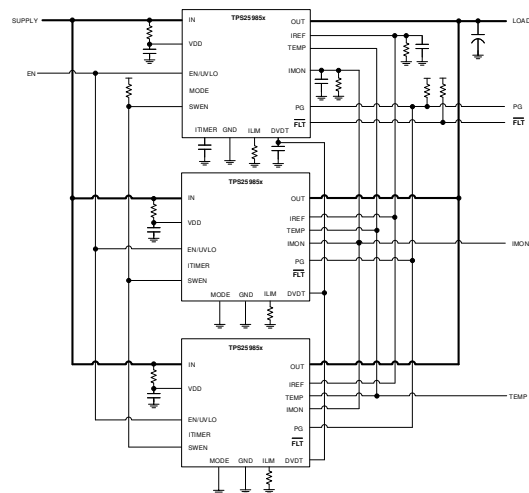 SUPPLY
LOAD
EN
TPS25985x
IN
OUT
IREF
VDD
TEMP
EN/UVLO
IMON
MODE
SWEN
PG
PG
FLT
FLT
ITIMER
GND
ILIM
DVDT
TPS25985x
IN
OUT
IREF
VDD
TEMP
EN/UVLO
IMON
IMON
ITIMER
PG
FLT
SWEN
MODE
GND
ILIM
DVDT
TPS25985x
IN
OUT
IREF
VDD
TEMP
TEMP
IMON
EN/UVLO
PG
ITIMER
FLT
SWEN
MODE
GND
ILIM
DVDT